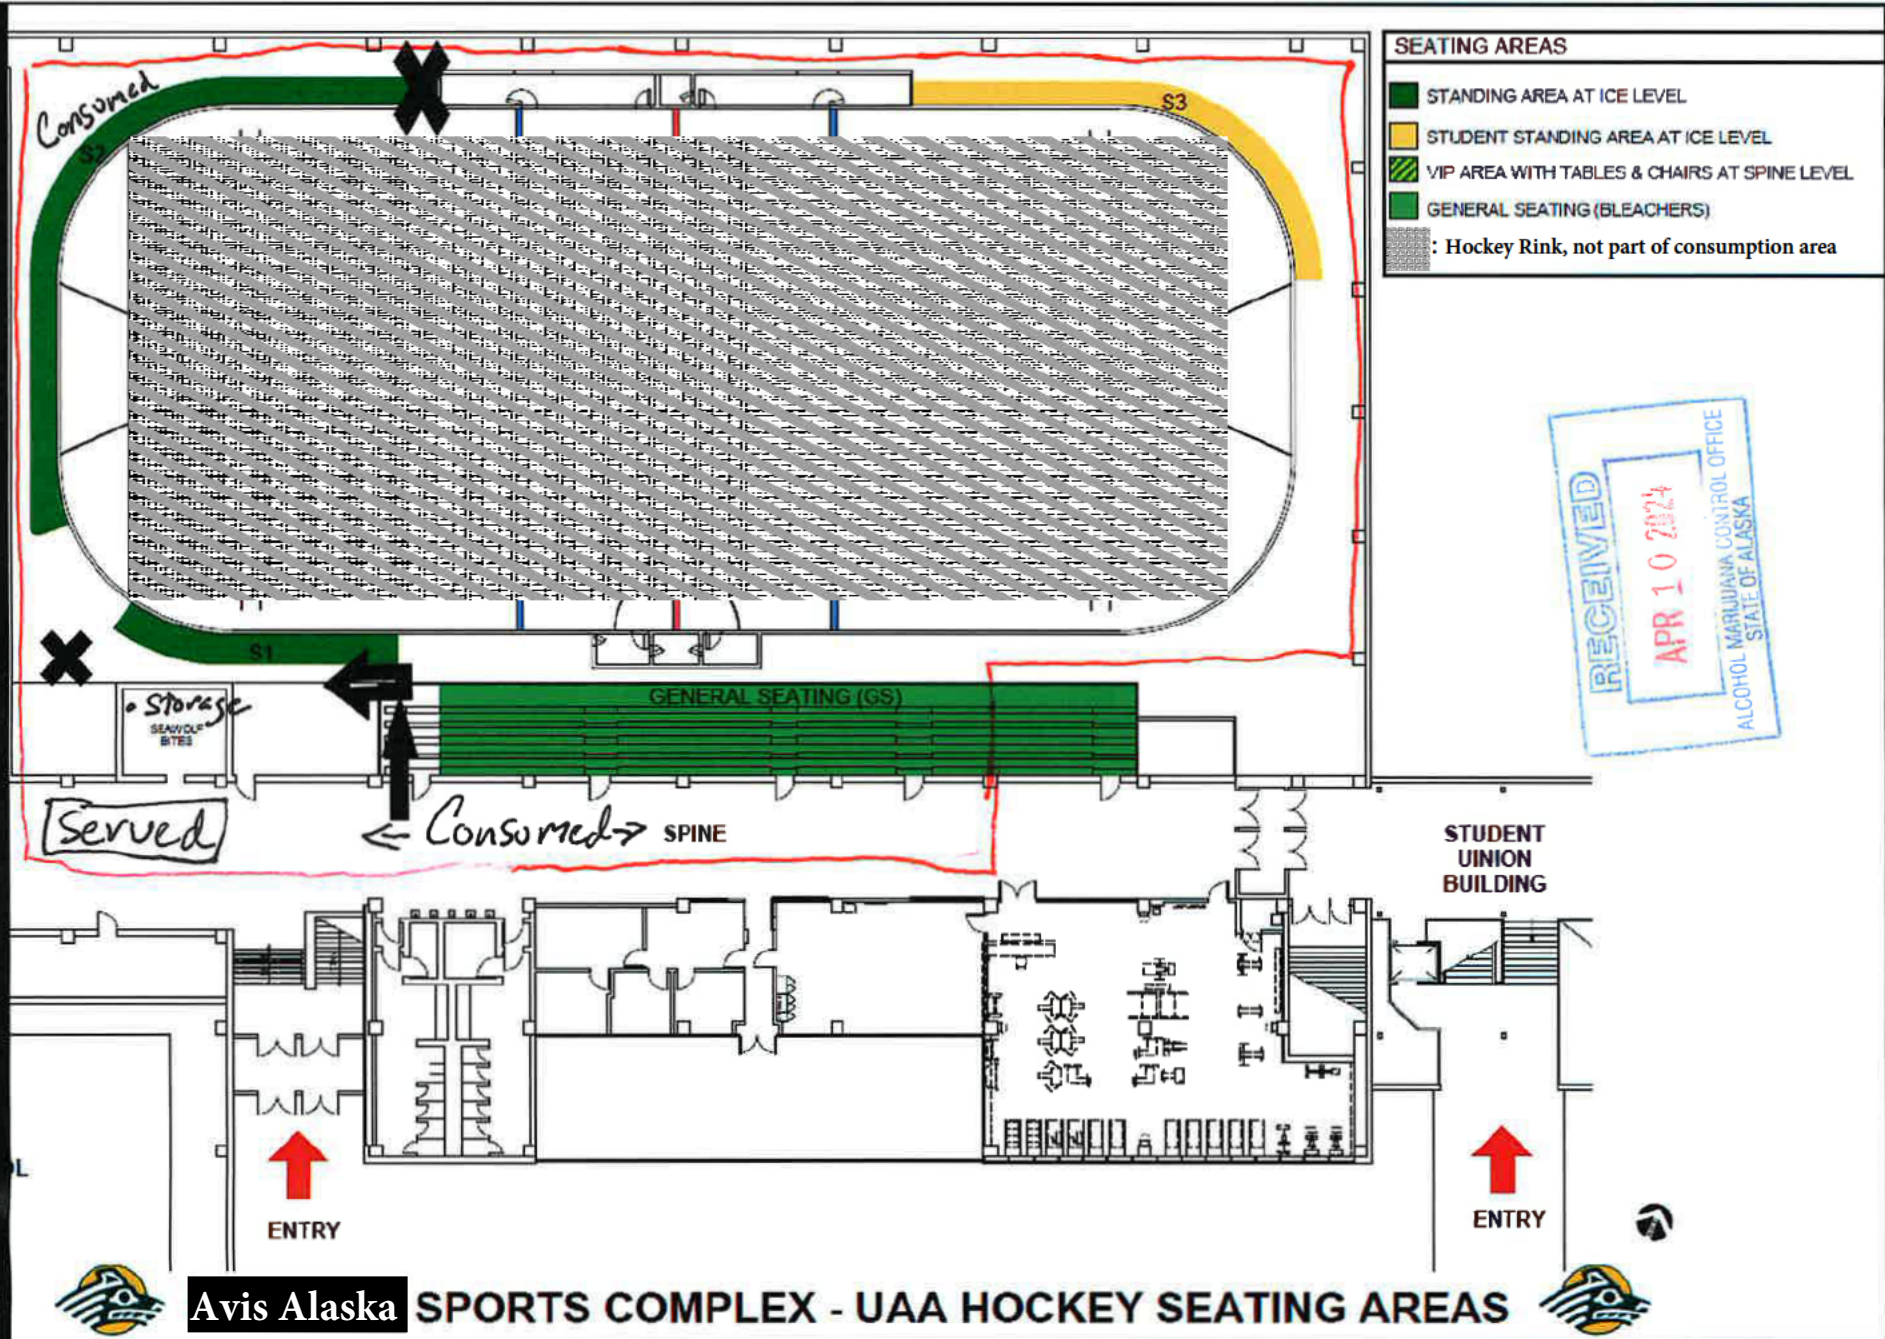 SEATING AREAS
STANDING AREA AT ICE LEVEL
STUDENT STANDING AREA AT ICE LEVEL
VIP AREA WITH TABLES & CHAIRS AT SPINE LEVEL
GENERAL SEATING (BLEACHERS)
: Hockey Rink, not part of consumption area
Consumed
S2
S3
RECEIVED
APR 10 2024
ALCOHOL MARIJUANA CONTROL OFFICE
STATE OF ALASKA
S1
• Storage
SEAWOLF
BITES
GENERAL SEATING (GS)
Served
<- Consumed ->
SPINE
STUDENT
UINION
BUILDING
OL
ENTRY
ENTRY
Avis Alaska SPORTS COMPLEX - UAA HOCKEY SEATING AREAS